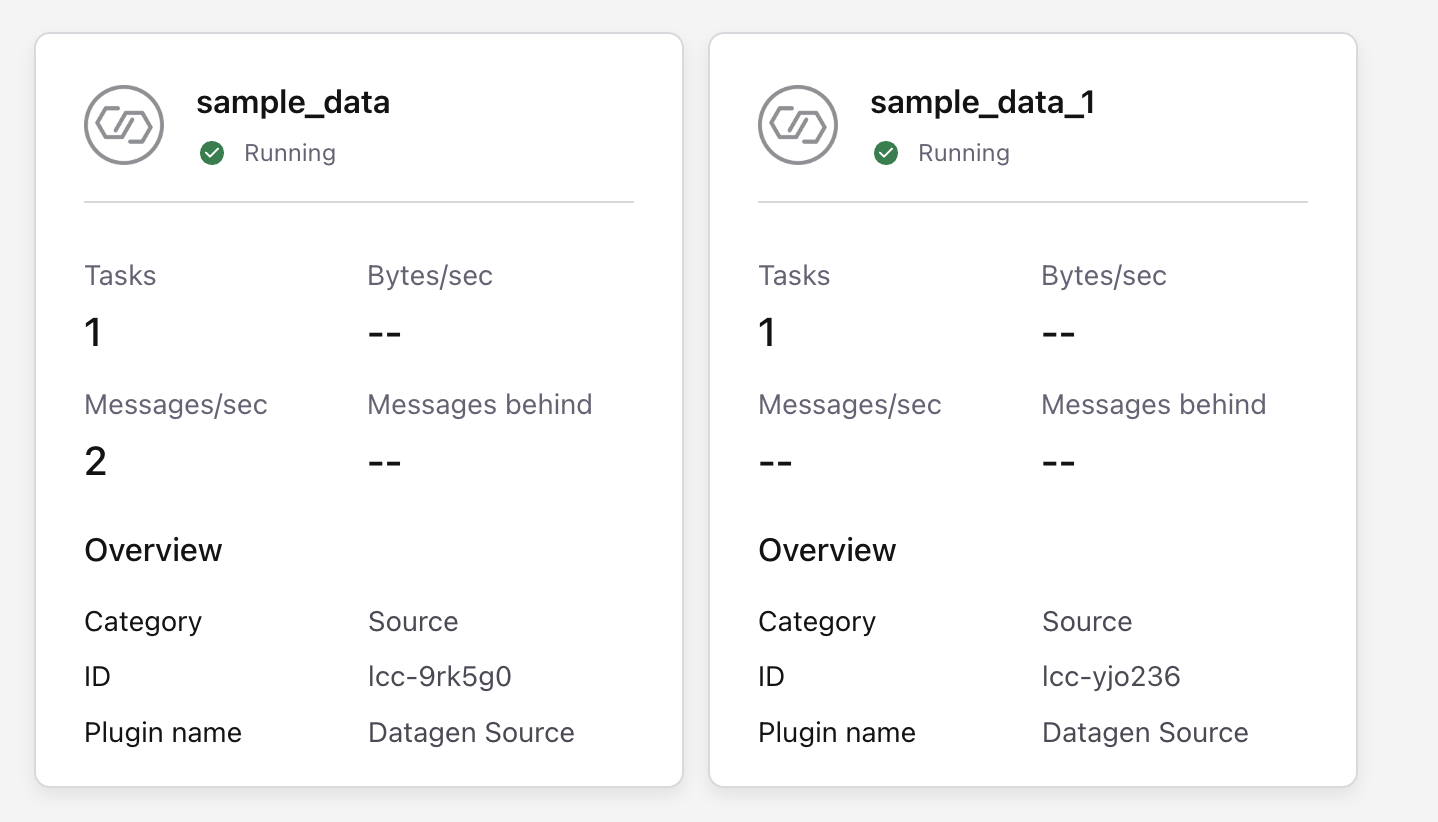 sample_data
Running
Tasks
Bytes/sec
1
--
Messages/sec
Messages behind
2
--
Overview
Category
Source
ID
lcc-9rk5g0
Plugin name
Datagen Source
sample_data_1
Running
Tasks
Bytes/sec
1
--
Messages/sec
Messages behind
--
--
Overview
Category
Source
ID
lcc-yjo236
Plugin name
Datagen Source